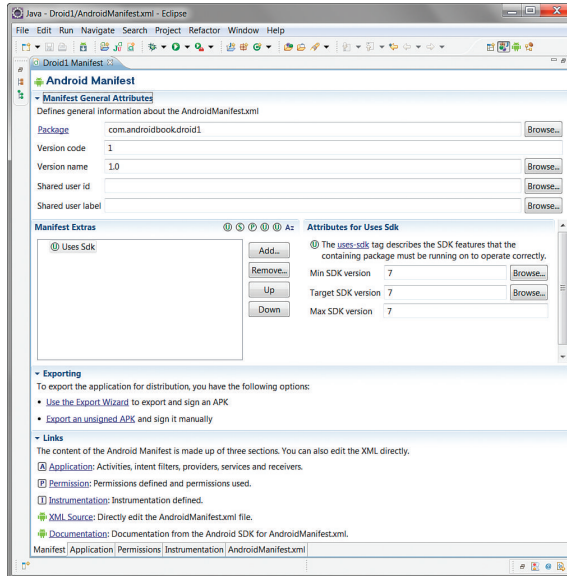 Java - Droid1/AndroidManifest.xml - Eclipse
File Edit Run Navigate Search Project Refactor Window Help
Droid1 Manifest
Android Manifest
Manifest General Attributes
Defines general information about the AndroidManifest.xml
Package com.androidbook.droid1 Browse...
Version code 1
Version name 1.0 Browse...
Shared user id Browse...
Shared user label Browse...
Manifest Extras U S P U U Az
U Uses Sdk
Add...
Remove...
Up
Down
Attributes for Uses Sdk
U The uses-sdk tag describes the SDK features that the
containing package must be running on to operate correctly.
Min SDK version 7 Browse...
Target SDK version 7 Browse...
Max SDK version 7
Exporting
To export the application for distribution, you have the following options:
• Use the Export Wizard to export and sign an APK
• Export an unsigned APK and sign it manually
Links
The content of the Android Manifest is made up of three sections. You can also edit the XML directly.
A Application: Activities, intent filters, providers, services and receivers.
P Permission: Permissions defined and permissions used.
I Instrumentation: Instrumentation defined.
XML Source: Directly edit the AndroidManifest.xml file.
Documentation: Documentation from the Android SDK for AndroidManifest.xml.
Manifest Application Permissions Instrumentation AndroidManifest.xml